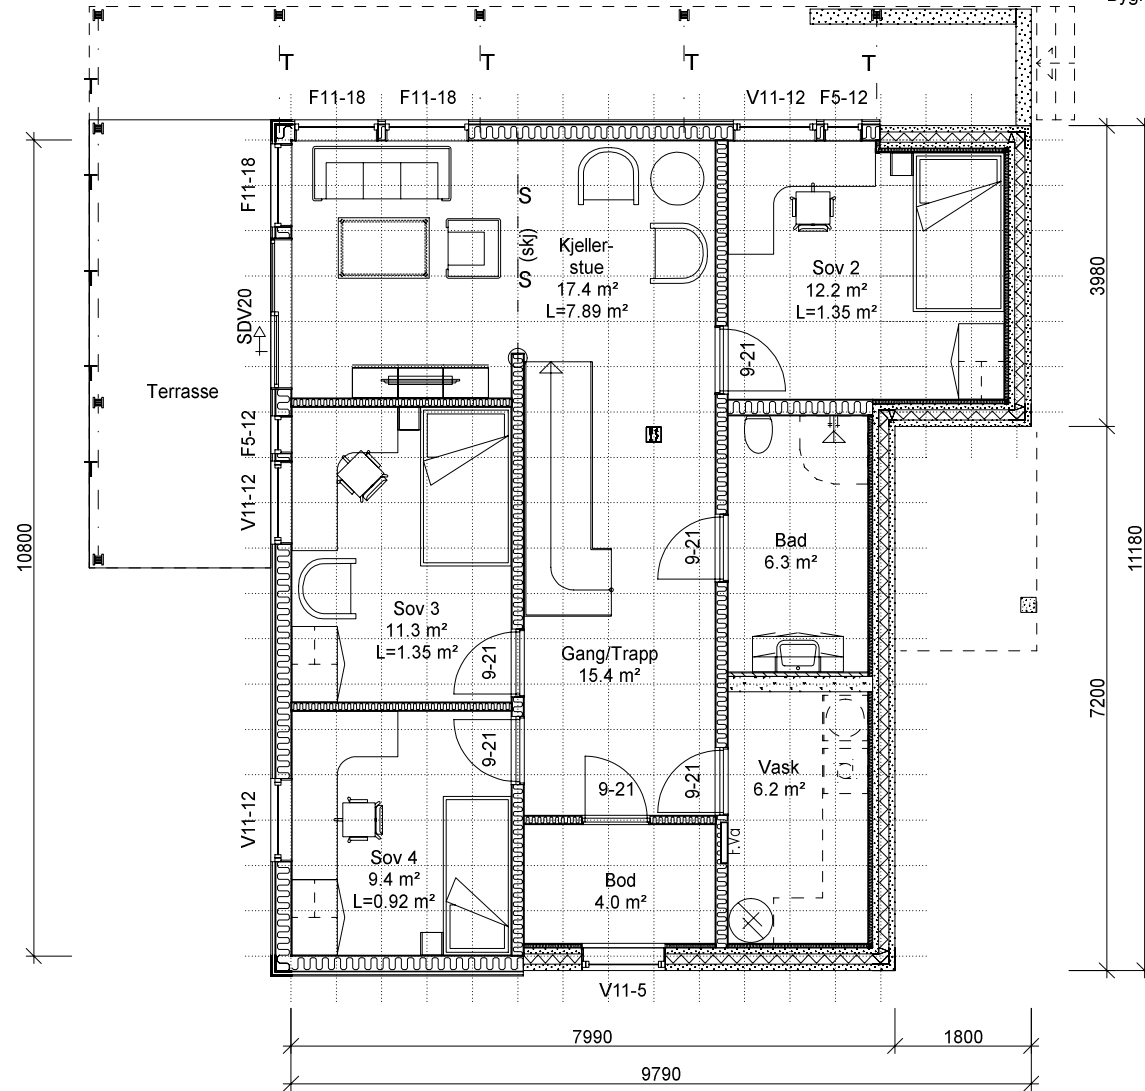 T
T
T
T
F11-18
F11-18
V11-12
F5-12
T
F11-18
T
S
(skj)
S
Kjeller-
stue
17.4 m²
L=7.89 m²
Sov 2
12.2 m²
L=1.35 m²
3980
T
SDV20
9-21
T
Terrasse
F5-12
T
V11-12
10800
9-21
Bad
6.3 m²
11180
Sov 3
11.3 m²
L=1.35 m²
9-21
Gang/Trapp
15.4 m²
7200
9-21
V11-12
9-21
9-21
Vask
6.2 m²
Sov 4
9.4 m²
L=0.92 m²
Bod
4.0 m²
V11-5
7990
1800
9790